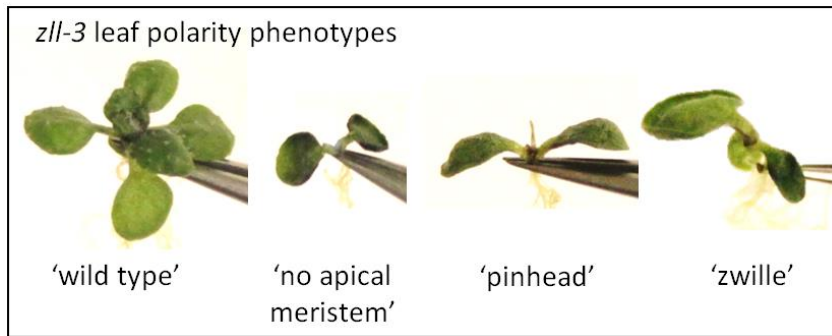 zll-3 leaf polarity phenotypes
‘wild type’
‘no apical
meristem’
‘pinhead’
‘zwille’